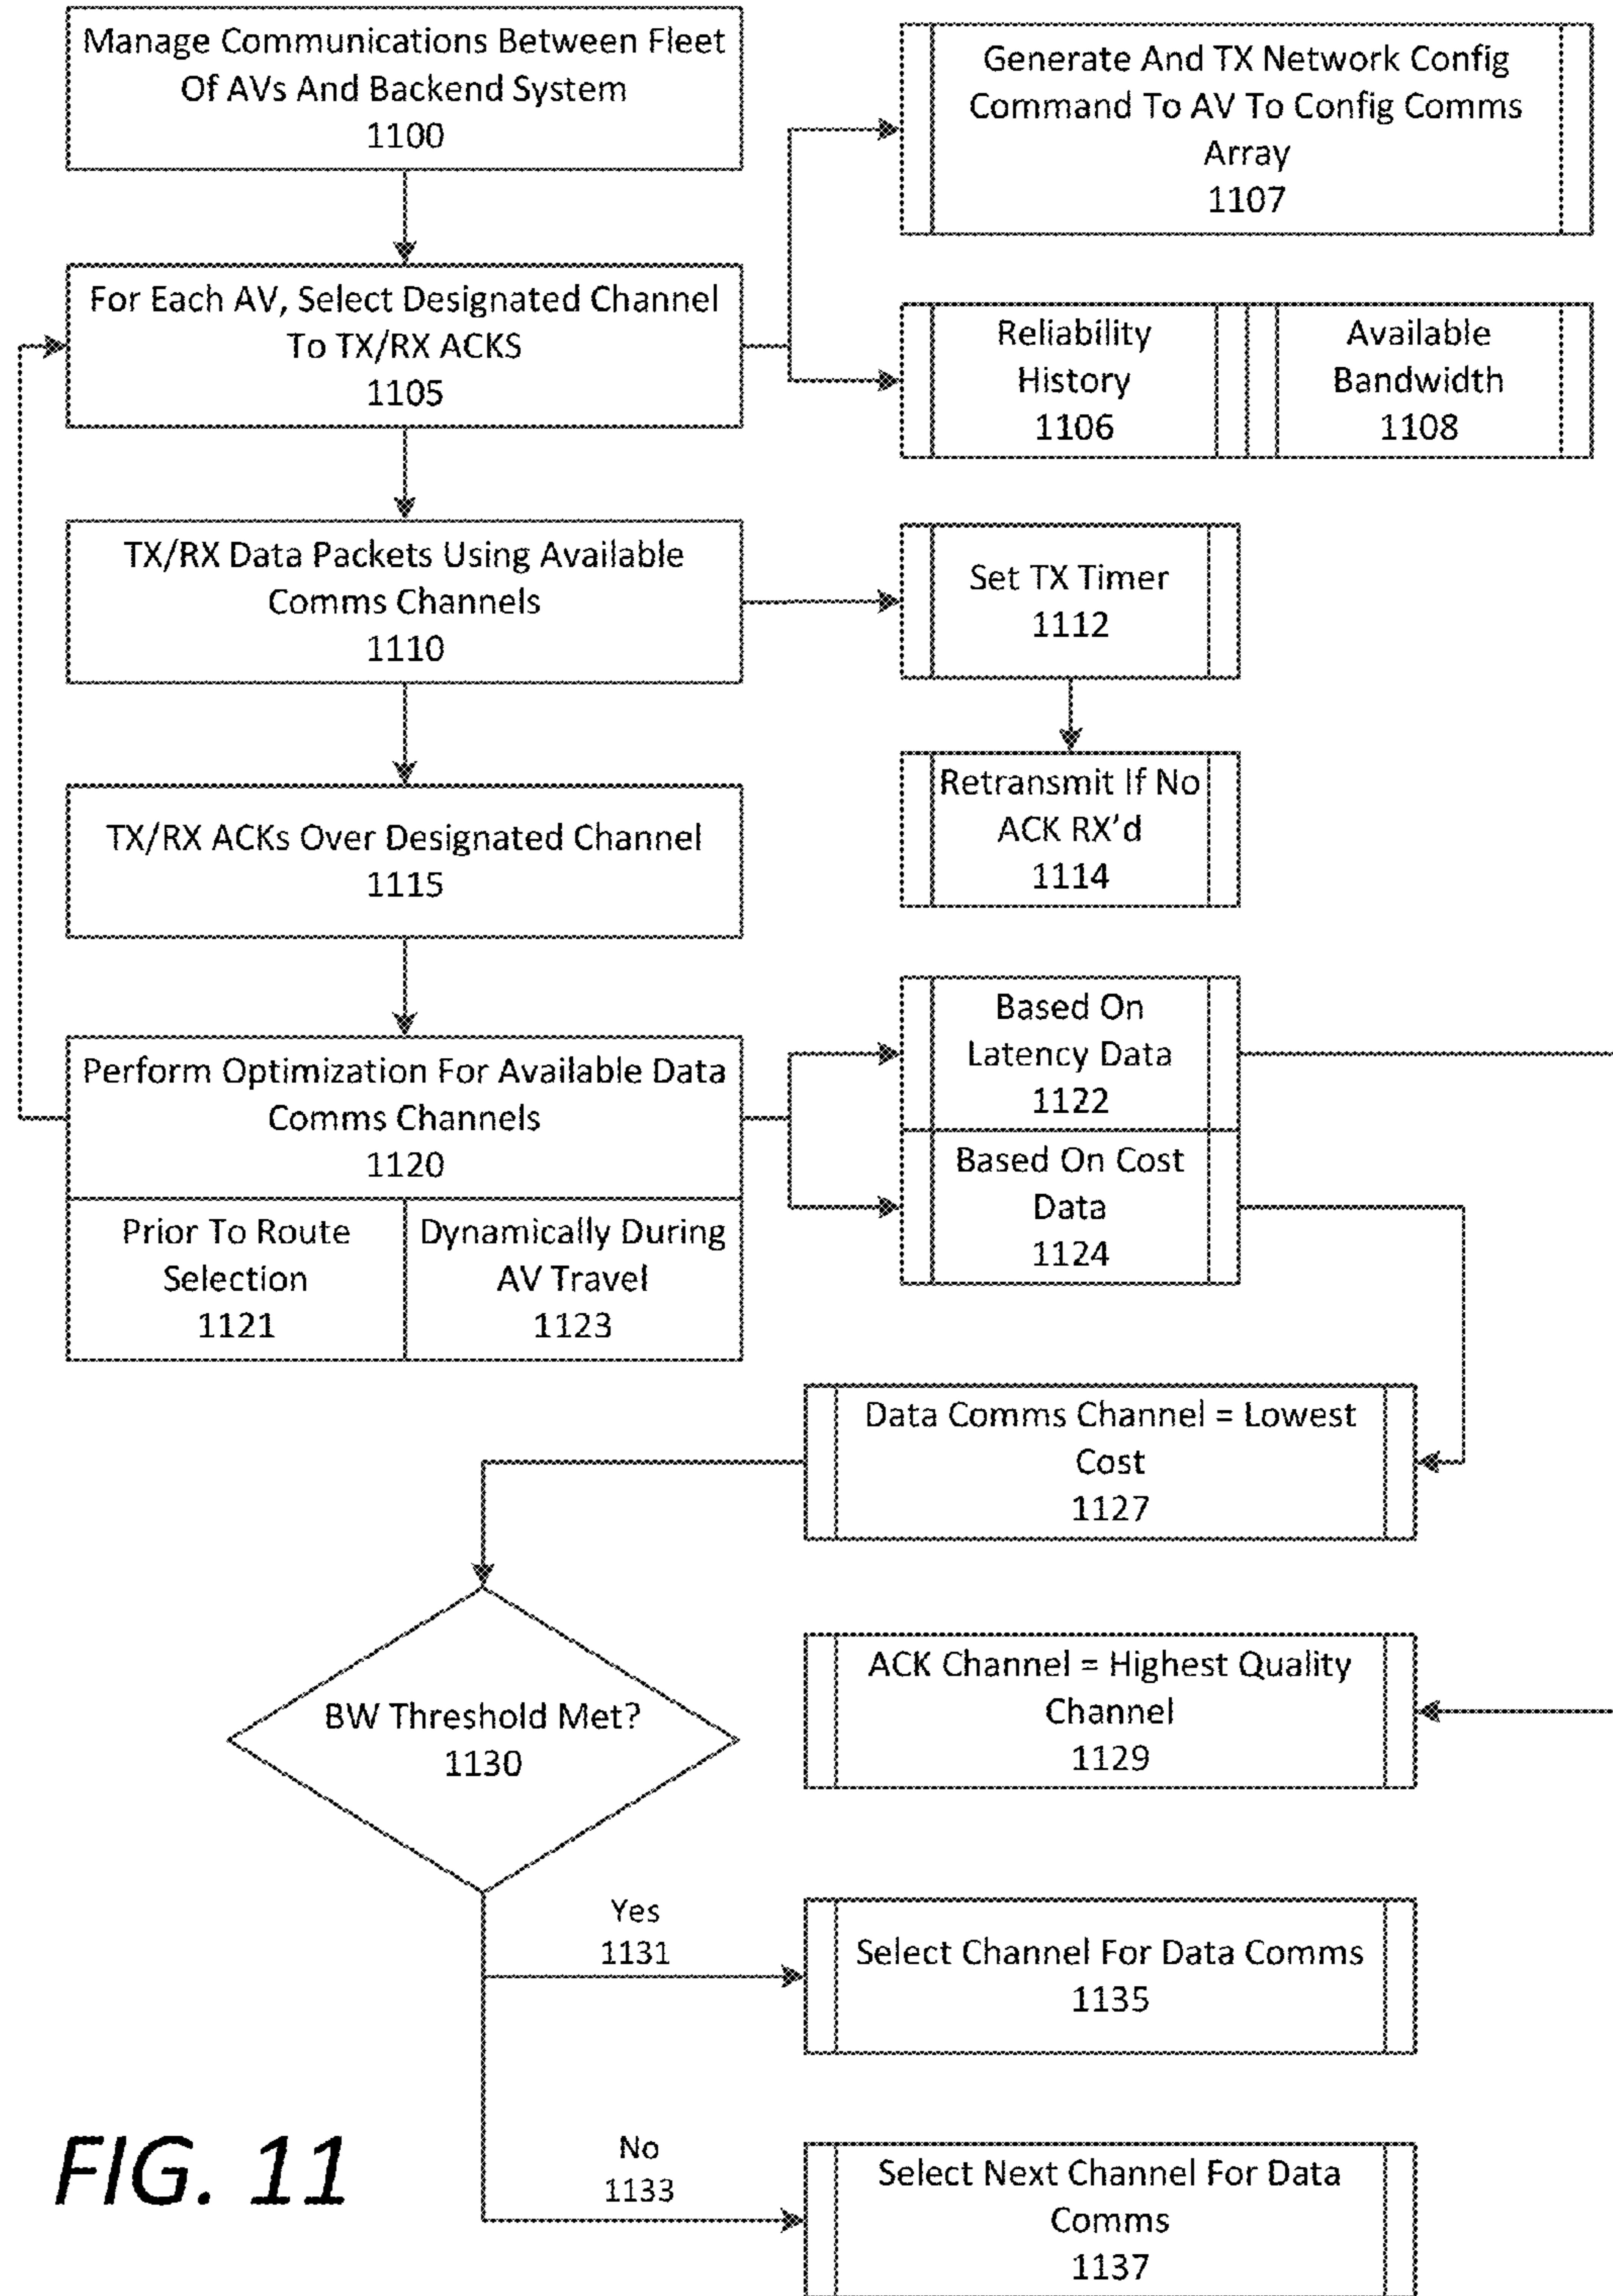 Manage Communications Between Fleet
Of AVs And Backend System
1100
Generate And TX Network Config
Command To AV To Config Comms
Array
1107
For Each AV, Select Designated Channel
To TX/RX ACKS
1105
Reliability
History
1106
Available
Bandwidth
1108
TX/RX Data Packets Using Available
Comms Channels
1110
Set TX Timer
1112
Retransmit If No
ACK RX'd
1114
TX/RX ACKs Over Designated Channel
1115
Perform Optimization For Available Data
Comms Channels
1120
Prior To Route
Selection
1121
Dynamically During
AV Travel
1123
Based On
Latency Data
1122
Based On Cost
Data
1124
Data Comms Channel = Lowest
Cost
1127
ACK Channel = Highest Quality
Channel
1129
BW Threshold Met?
1130
Yes
1131
Select Channel For Data Comms
1135
No
1133
Select Next Channel For Data
Comms
1137
FIG. 11